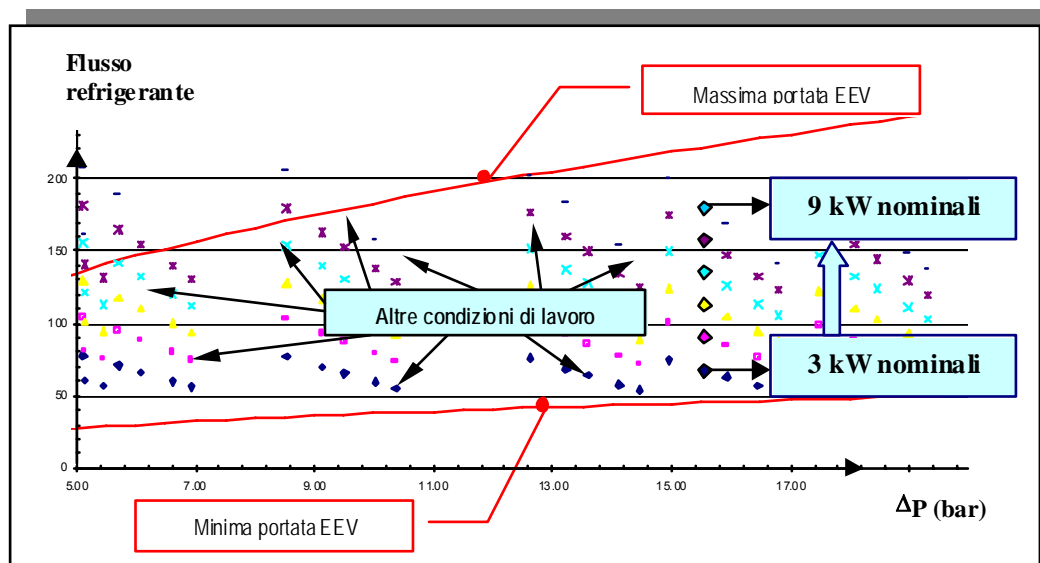 Flusso
refrigerante
Massima portata EEV
200
9 kW nominali
150
Altre condizioni di lavoro
100
3 kW nominali
50
0
5.00 7.00 9.00 11.00 13.00 15.00 17.00
ΔP (bar)
Minima portata EEV